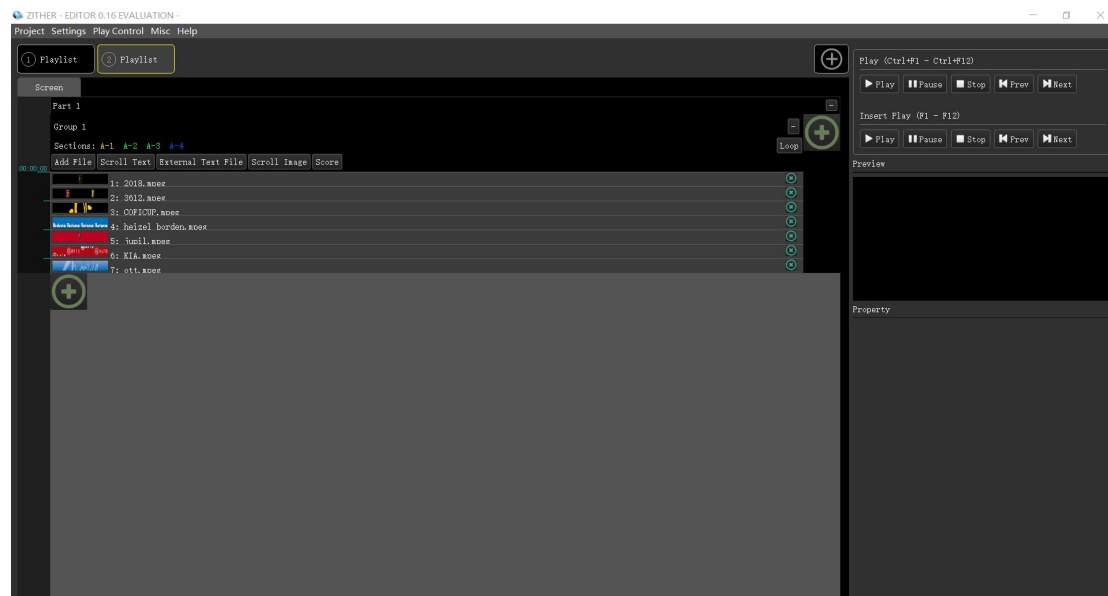 ZITHER - EDITOR 0.16 EVALUATION -
Project Settings Play Control Misc Help
1 Playlist
2 Playlist
Screen
Part 1
Group 1
Sections: A-1 A-2 A-3 A-4
Loop
Add File Scroll Text External Text File Scroll Image Score
00:00.00
1: 2018.mpeg
2: 3612.mpeg
3: COFICUP.mpeg
4: heizel borden.mpeg
5: jupil.mpeg
6: KIA.mpeg
7: ott.mpeg
Play (Ctrl+F1 - Ctrl+F12)
Play Pause Stop Prev Next
Insert Play (F1 - F12)
Play Pause Stop Prev Next
Preview
Property